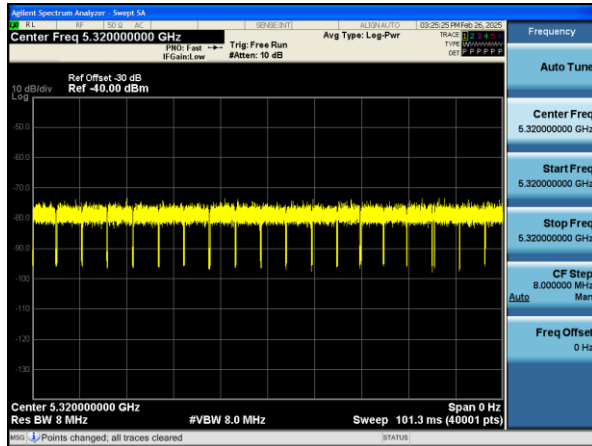 Agilent Spectrum Analyzer - Swept SA
RL RF 50 Ω AC SENSE:INT ALIGN AUTO 03:25:25 PM Feb 26, 2025
Center Freq 5.320000000 GHz
PNO: Fast
IFGain:Low
Trig: Free Run
#Atten: 10 dB
Avg Type: Log-Pwr
TRACE 1 2 3 4 5 6
TYPE
DET P P P P P P
Ref Offset -30 dB
10 dB/div Ref -40.00 dBm
Log
-50.0
-60.0
-70.0
-80.0
-90.0
-100
-110
-120
-130
Center 5.320000000 GHz Span 0 Hz
Res BW 8 MHz #VBW 8.0 MHz Sweep 101.3 ms (40001 pts)
MSG Points changed; all traces cleared STATUS
Frequency
Auto Tune
Center Freq
5.320000000 GHz
Start Freq
5.320000000 GHz
Stop Freq
5.320000000 GHz
CF Step
8.000000 MHz
Auto Man
Freq Offset
0 Hz